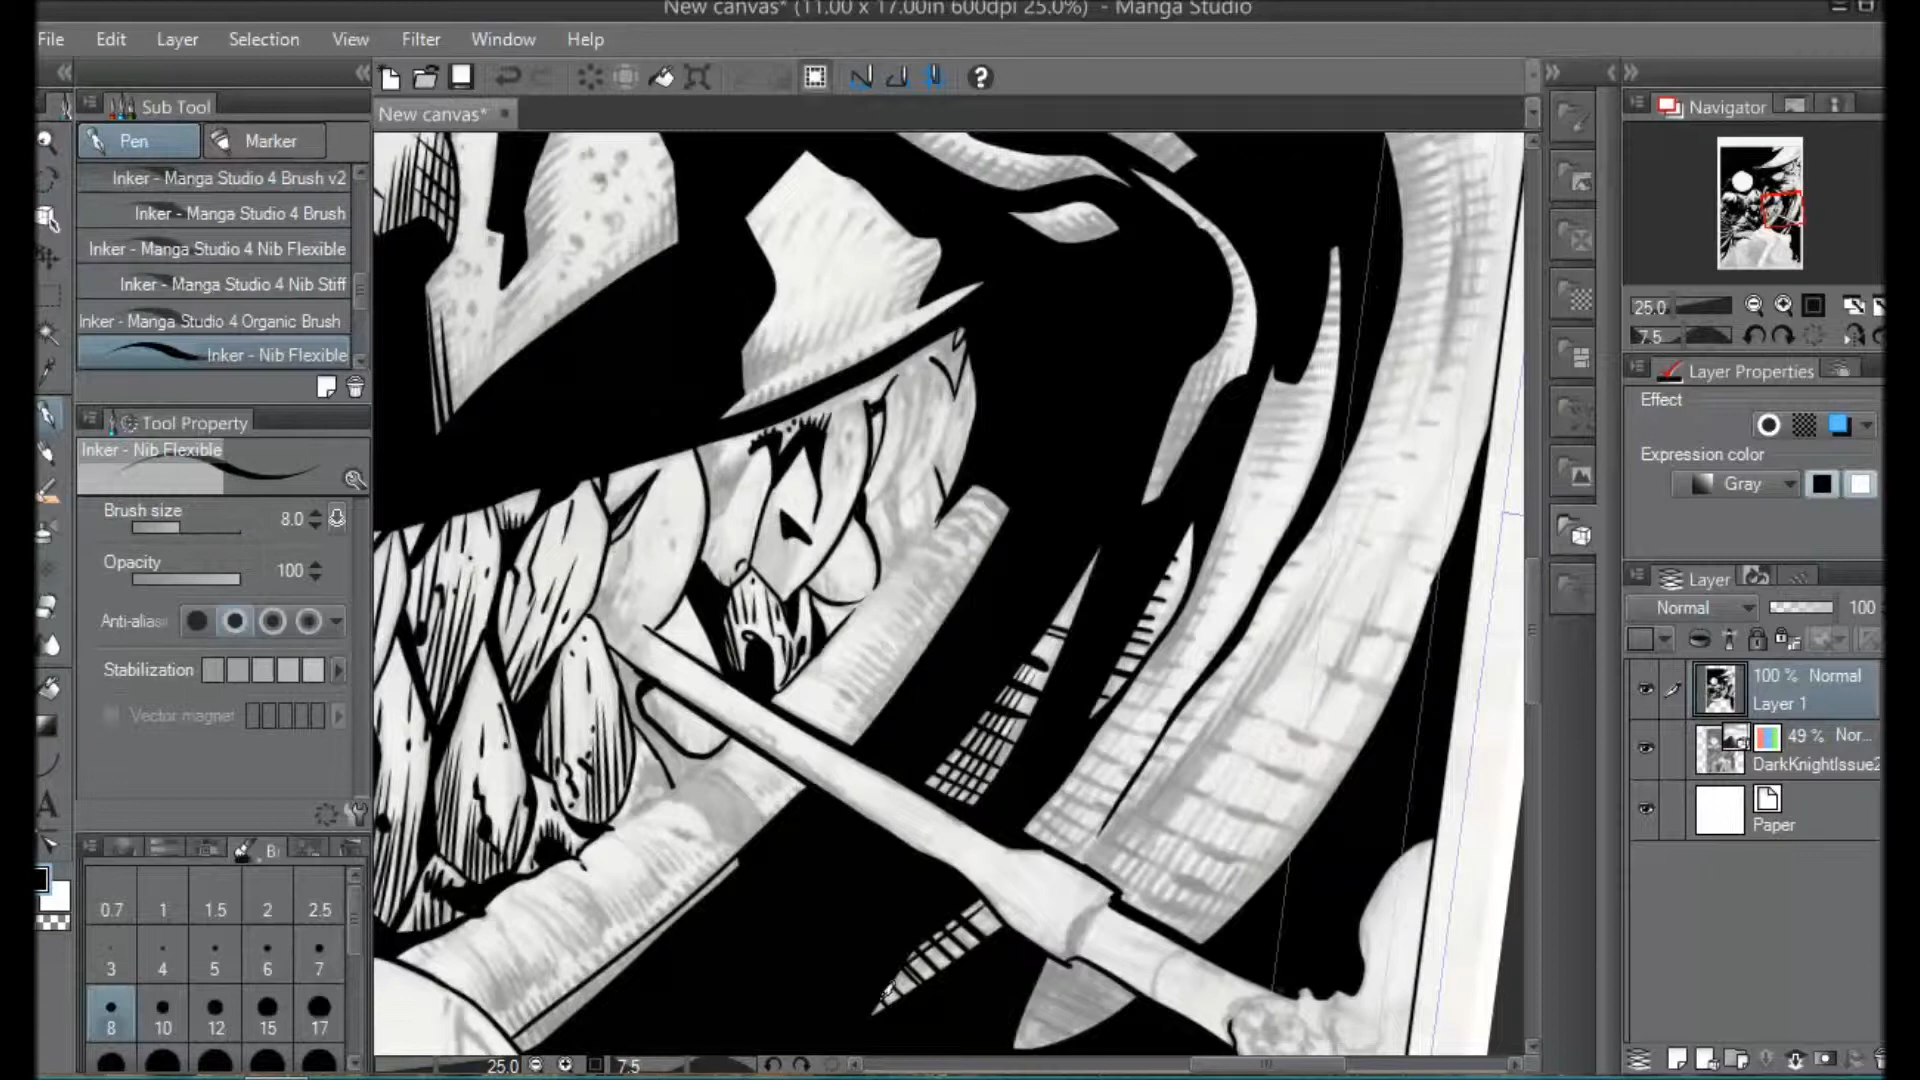 New canvas* (11.00 x 17.00in 600dpi 25.0%) - Manga Studio
File Edit Layer Selection View Filter Window Help
Sub Tool
New canvas*
Navigator
Pen Marker
Inker - Manga Studio 4 Brush v2
Inker - Manga Studio 4 Brush
Inker - Manga Studio 4 Nib Flexible
Inker - Manga Studio 4 Nib Stiff
Inker - Manga Studio 4 Organic Brush
Inker - Nib Flexible
25.0
7.5
Layer Properties
Effect
Expression color
Gray
Tool Property
Inker - Nib Flexible
Brush size 8.0
Opacity 100
Anti-alias
Stabilization
Vector magnet
Layer
Normal 100
100 % Normal
Layer 1
49 % Nor...
DarkKnightIssue2
Paper
0.7 1 1.5 2 2.5
3 4 5 6 7
8 10 12 15 17
25.0 7.5